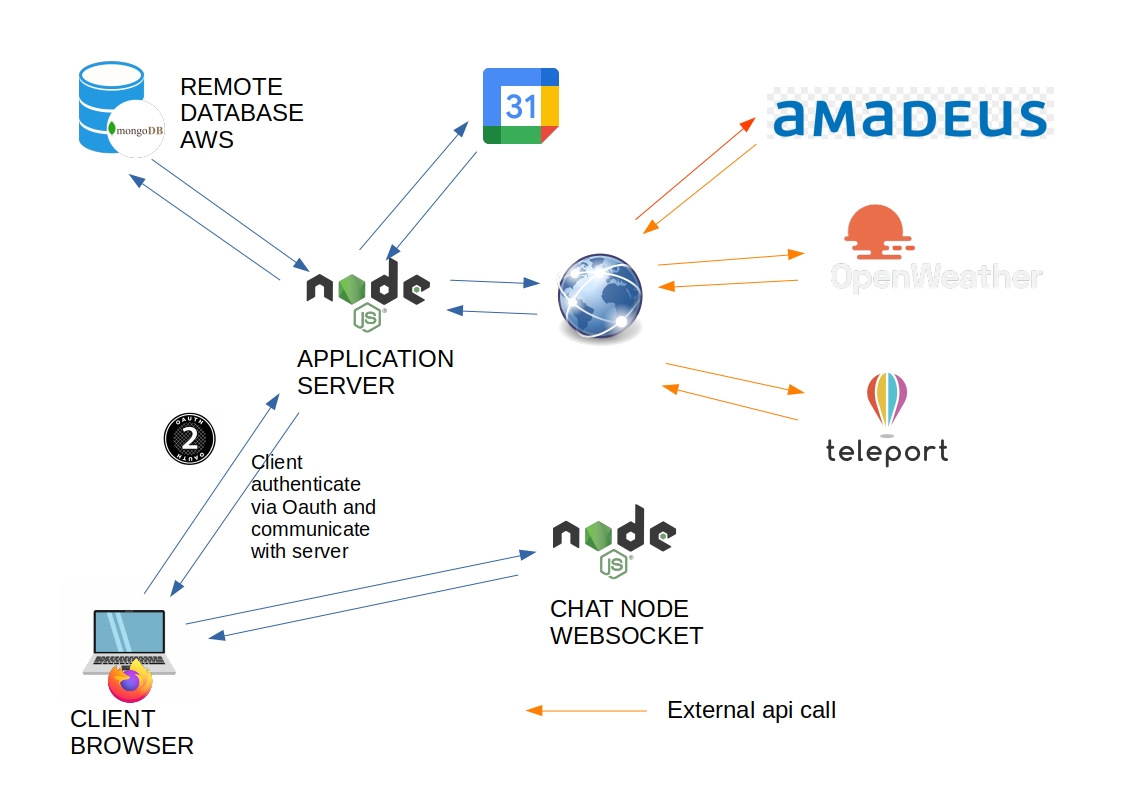 REMOTE
DATABASE
AWS
mongoDB
31
aMaDEUS
OpenWeather
node
JS
®
APPLICATION
SERVER
teleport
OAUTH
2
OAUTH
Client
authenticate
via Oauth and
communicate
with server
node
JS
®
CHAT NODE
WEBSOCKET
CLIENT
BROWSER
External api call